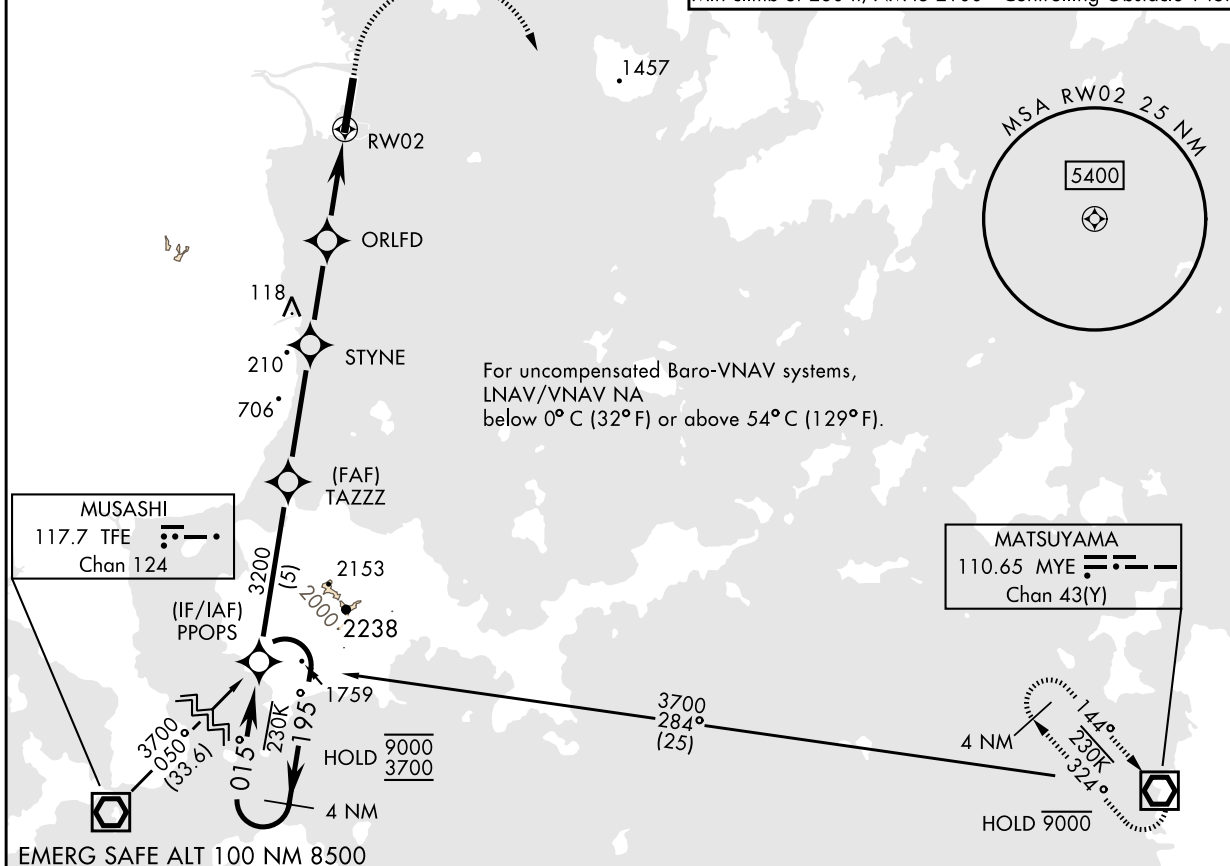 1457
MSA RW02 25 NM
5400
RW02
ORLFD
118
STYNE
210
706
For uncompensated Baro-VNAV systems,
LNAV/VNAV NA
below 0° C (32° F) or above 54° C (129° F).
(FAF)
TAZZZ
MUSASHI
117.7 TFE
Chan 124
MATSUYAMA
110.65 MYE
Chan 43(Y)
3200
(5)
2153
2000
2238
(IF/IAF)
PPOPS
1759
3700
050°
(33.6)
015°
230K
195°
HOLD 9000
3700
4 NM
3700
284°
(25)
144°
230K
324°
4 NM
HOLD 9000
EMERG SAFE ALT 100 NM 8500